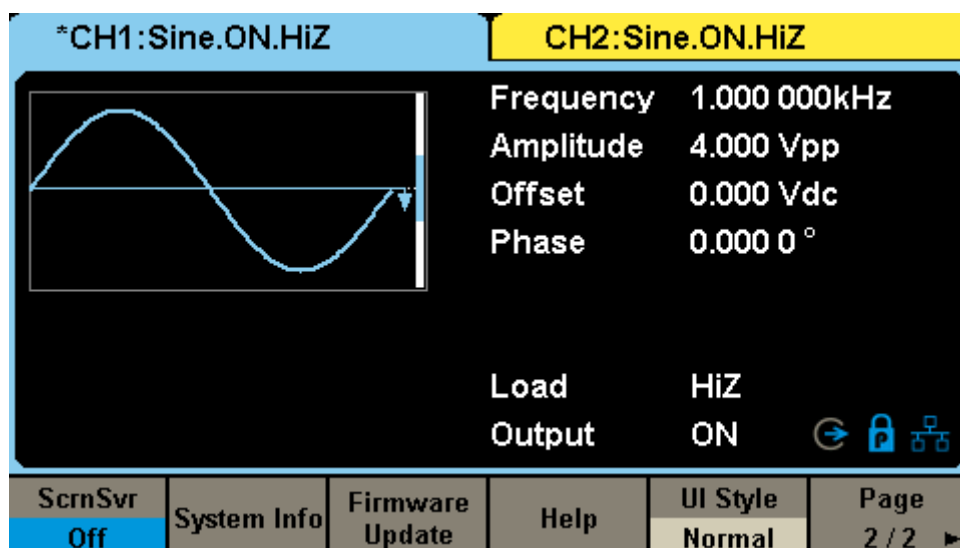 *CH1:Sine.ON.HiZ
CH2:Sine.ON.HiZ
Frequency 1.000 000kHz
Amplitude 4.000 Vpp
Offset 0.000 Vdc
Phase 0.000 0 °
Load HiZ
Output ON
ScrnSvr
Off
System Info
Firmware
Update
Help
UI Style
Normal
Page
2/2 ►